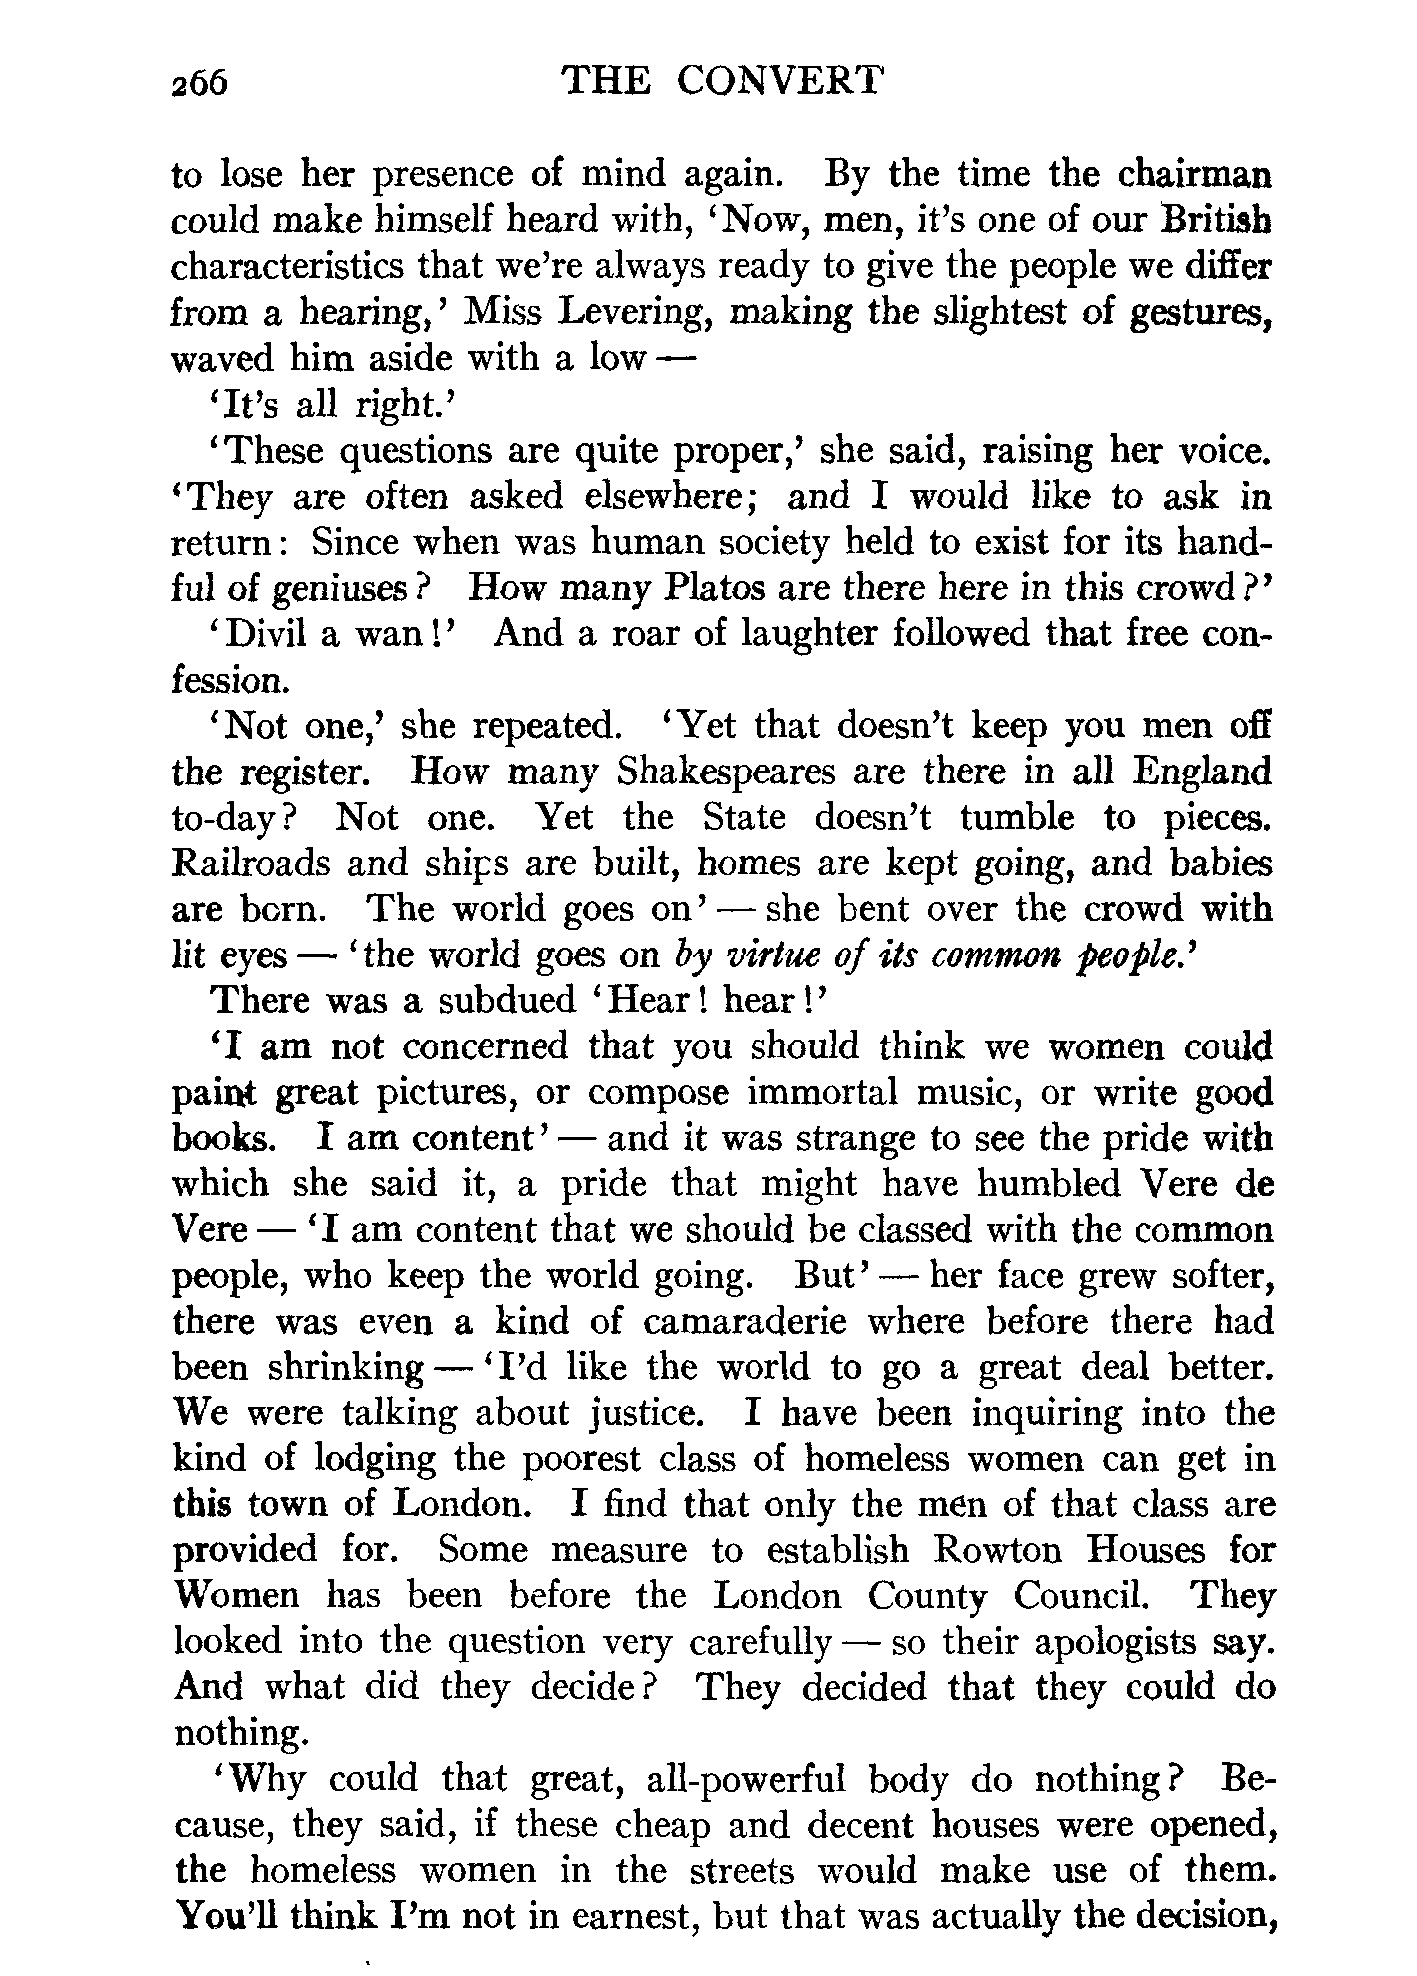 266 THE CONVERT
to lose her presence of mind again. By the time the chairman
could make himself heard with, ‘Now, men, it’s one of our British
characteristics that we’re always ready to give the people we differ
from a hearing,’ Miss Levering, making the slightest of gestures,
waved him aside with a low —
‘It’s all right.’
‘These questions are quite proper,’ she said, raising her voice.
‘They are often asked elsewhere; and I would like to ask in
return: Since when was human society held to exist for its hand-
ful of geniuses? How many Platos are there here in this crowd?’
‘Divil a wan!’ And a roar of laughter followed that free con-
fession.
‘Not one,’ she repeated. ‘Yet that doesn’t keep you men off
the register. How many Shakespeares are there in all England
to-day? Not one. Yet the State doesn’t tumble to pieces.
Railroads and ships are built, homes are kept going, and babies
are born. The world goes on’ — she bent over the crowd with
lit eyes — ‘the world goes on by virtue of its common people.’
There was a subdued ‘Hear! hear!’
‘I am not concerned that you should think we women could
paint great pictures, or compose immortal music, or write good
books. I am content’ — and it was strange to see the pride with
which she said it, a pride that might have humbled Vere de
Vere — ‘I am content that we should be classed with the common
people, who keep the world going. But’ — her face grew softer,
there was even a kind of camaraderie where before there had
been shrinking — ‘I’d like the world to go a great deal better.
We were talking about justice. I have been inquiring into the
kind of lodging the poorest class of homeless women can get in
this town of London. I find that only the men of that class are
provided for. Some measure to establish Rowton Houses for
Women has been before the London County Council. They
looked into the question very carefully — so their apologists say.
And what did they decide? They decided that they could do
nothing.
‘Why could that great, all-powerful body do nothing? Be-
cause, they said, if these cheap and decent houses were opened,
the homeless women in the streets would make use of them.
You’ll think I’m not in earnest, but that was actually the decision,